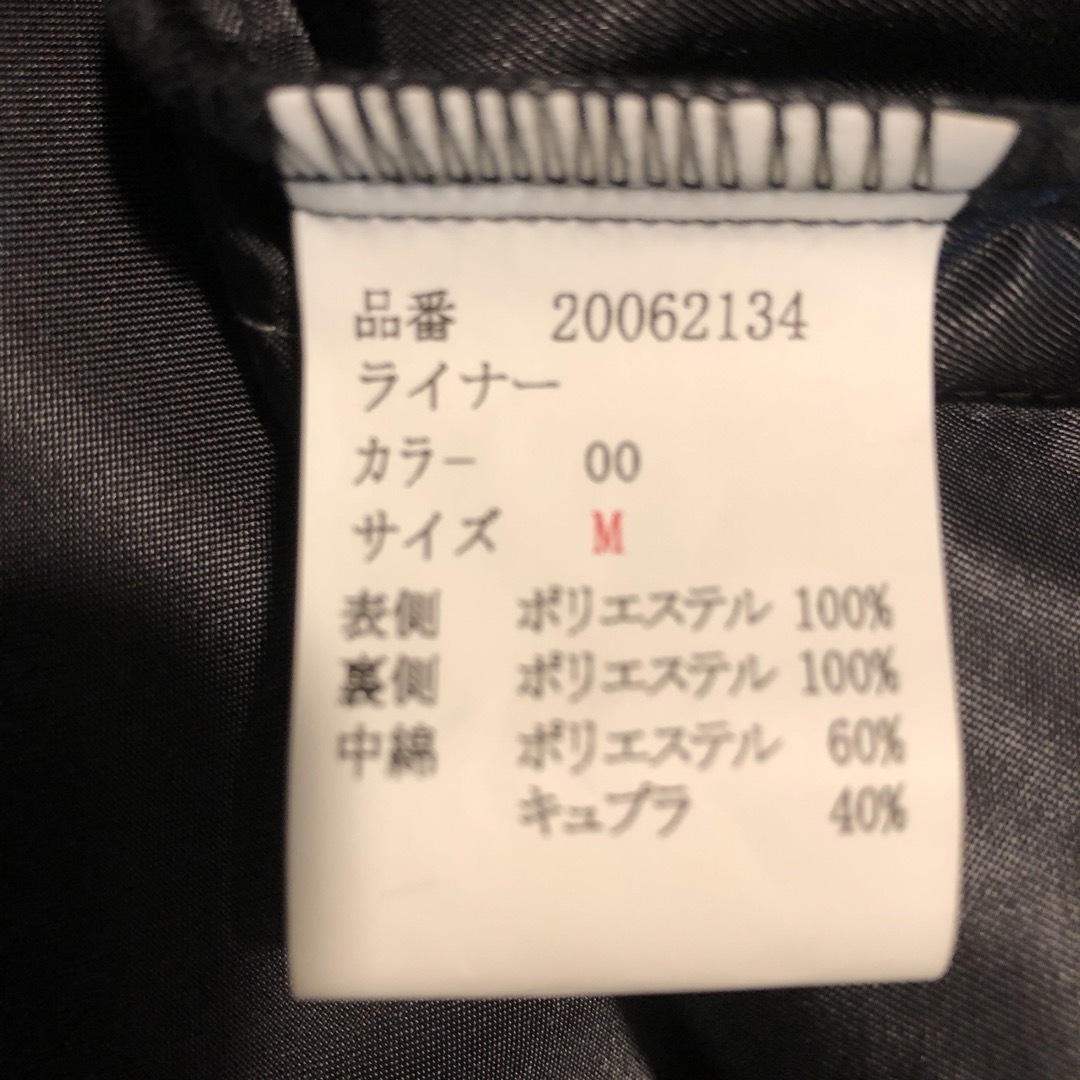 品番 20062134
ライナー
カラー 00
サイズ M
表側 ポリエステル 100%
裏側 ポリエステル 100%
中綿 ポリエステル 60%
キュプラ 40%